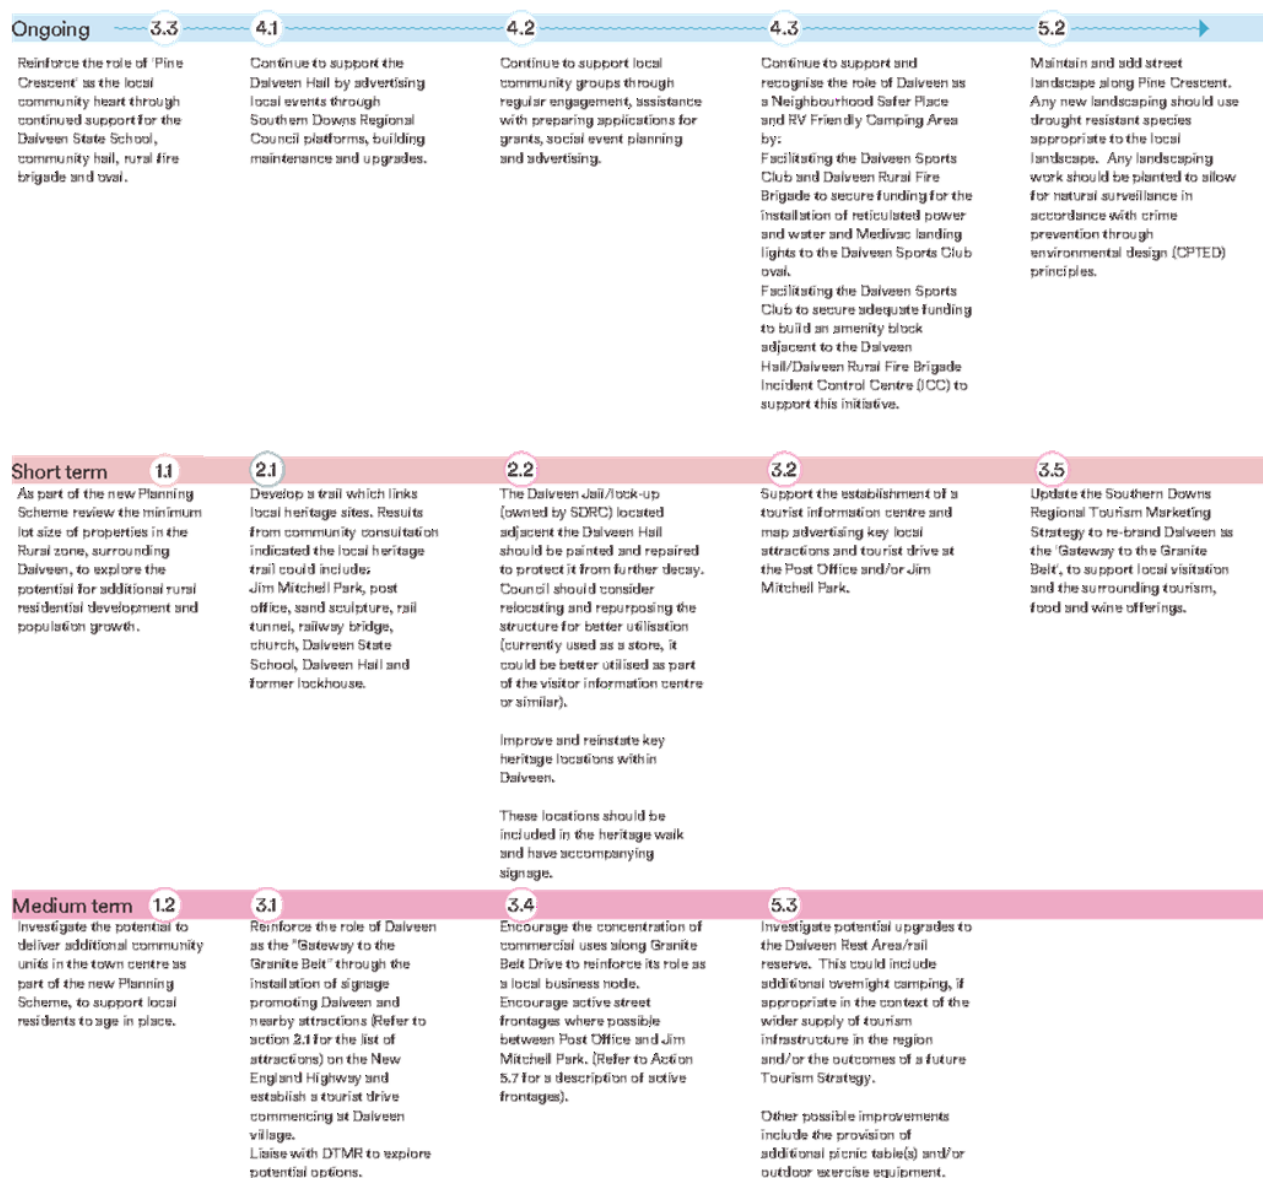 Ongoing 3.3 4.1 4.2 4.3 5.2
Reinforce the role of 'Pine
Crescent' as the local
community heart through
continued support for the
Dalveen State School,
community hall, rural fire
brigade and oval.
Continue to support the
Dalveen Hall by advertising
local events through
Southern Downs Regional
Council platforms, building
maintenance and upgrades.
Continue to support local
community groups through
regular engagement, assistance
with preparing applications for
grants, social event planning
and advertising.
Continue to support and
recognise the role of Dalveen as
a Neighbourhood Safer Place
and RV Friendly Camping Area
by:
Facilitating the Dalveen Sports
Club and Dalveen Rural Fire
Brigade to secure funding for the
installation of reticulated power
and water and Medivac landing
lights to the Dalveen Sports Club
oval.
Facilitating the Dalveen Sports
Club to secure adequate funding
to build an amenity block
adjacent to the Dalveen
Hall/Dalveen Rural Fire Brigade
Incident Control Centre (ICC) to
support this initiative.
Maintain and add street
landscape along Pine Crescent.
Any new landscaping should use
drought resistant species
appropriate to the local
landscape. Any landscaping
work should be planted to allow
for natural surveillance in
accordance with crime
prevention through
environmental design (CPTED)
principles.
Short term 1.1 2.1 2.2 3.2 3.5
As part of the new Planning
Scheme review the minimum
lot size of properties in the
Rural zone, surrounding
Dalveen, to explore the
potential for additional rural
residential development and
population growth.
Develop a trail which links
local heritage sites. Results
from community consultation
indicated the local heritage
trail could include:
Jim Mitchell Park, post
office, sand sculpture, rail
tunnel, railway bridge,
church, Dalveen State
School, Dalveen Hall and
former lockhouse.
The Dalveen Jail/lock-up
(owned by SDRC) located
adjacent the Dalveen Hall
should be painted and repaired
to protect it from further decay.
Council should consider
relocating and repurposing the
structure for better utilisation
(currently used as a store, it
could be better utilised as part
of the visitor information centre
or similar).
Improve and reinstate key
heritage locations within
Dalveen.
These locations should be
included in the heritage walk
and have accompanying
signage.
Support the establishment of a
tourist information centre and
map advertising key local
attractions and tourist drive at
the Post Office and/or Jim
Mitchell Park.
Update the Southern Downs
Regional Tourism Marketing
Strategy to re-brand Dalveen as
the 'Gateway to the Granite
Belt', to support local visitation
and the surrounding tourism,
food and wine offerings.
Medium term 1.2 3.1 3.4 5.3
Investigate the potential to
deliver additional community
units in the town centre as
part of the new Planning
Scheme, to support local
residents to age in place.
Reinforce the role of Dalveen
as the "Gateway to the
Granite Belt" through the
installation of signage
promoting Dalveen and
nearby attractions (Refer to
action 2.1 for the list of
attractions) on the New
England Highway and
establish a tourist drive
commencing at Dalveen
village.
Liaise with DTMR to explore
potential options.
Encourage the concentration of
commercial uses along Granite
Belt Drive to reinforce its role as
a local business node.
Encourage active street
frontages where possible
between Post Office and Jim
Mitchell Park. (Refer to Action
5.7 for a description of active
frontages).
Investigate potential upgrades to
the Dalveen Rest Area/rail
reserve. This could include
additional overnight camping, if
appropriate in the context of the
wider supply of tourism
infrastructure in the region
and/or the outcomes of a future
Tourism Strategy.
Other possible improvements
include the provision of
additional picnic table(s) and/or
outdoor exercise equipment.